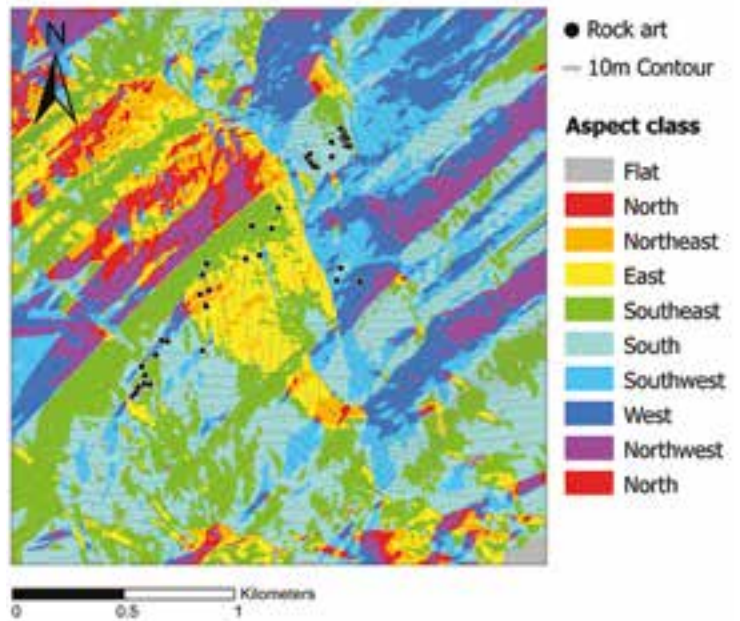 N
Rock art
10m Contour
Aspect class
Flat
North
Northeast
East
Southeast
South
Southwest
West
Northwest
North
Kilometers
0 0.5 1